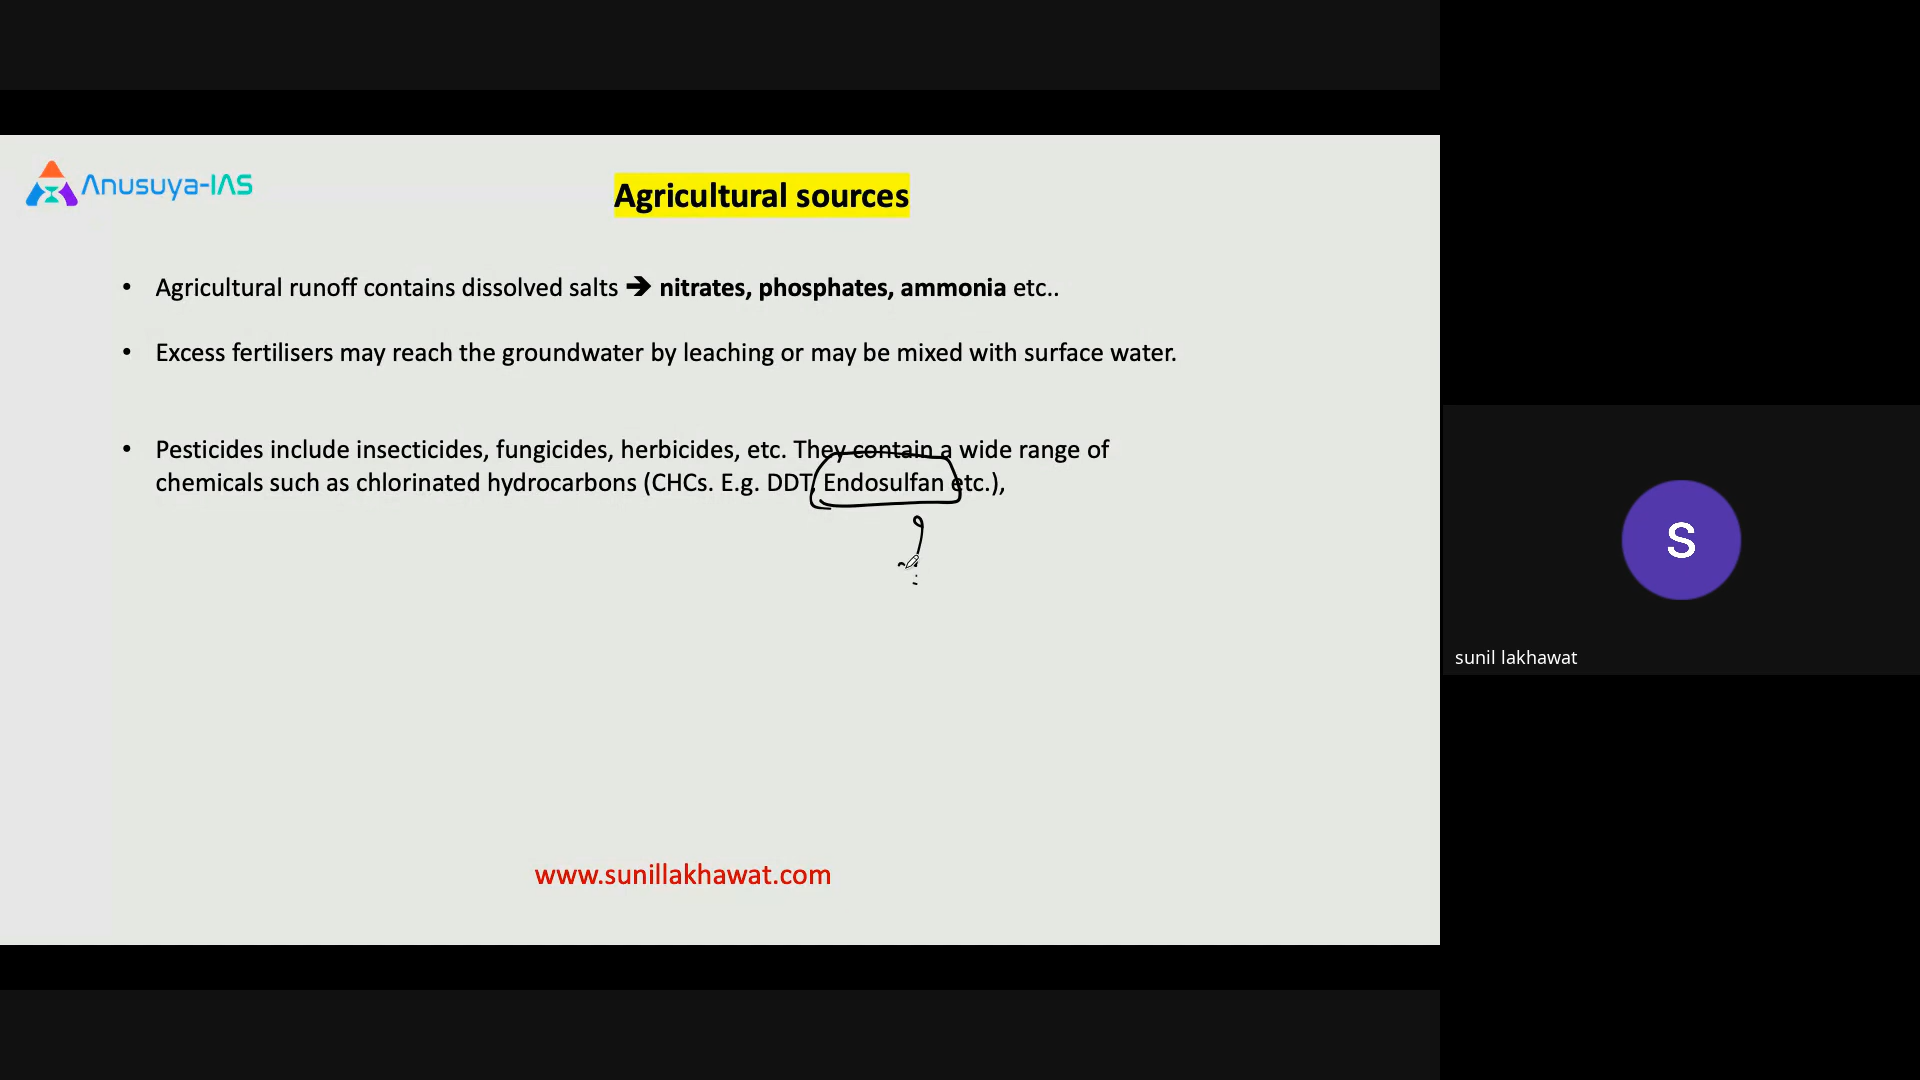 Anusuya-IAS
Agricultural sources
• Agricultural runoff contains dissolved salts ➔ nitrates, phosphates, ammonia etc..
• Excess fertilisers may reach the groundwater by leaching or may be mixed with surface water.
• Pesticides include insecticides, fungicides, herbicides, etc. They contain a wide range of
chemicals such as chlorinated hydrocarbons (CHCs. E.g. DDT, Endosulfan etc.),
www.sunillakhawat.com
S
sunil lakhawat